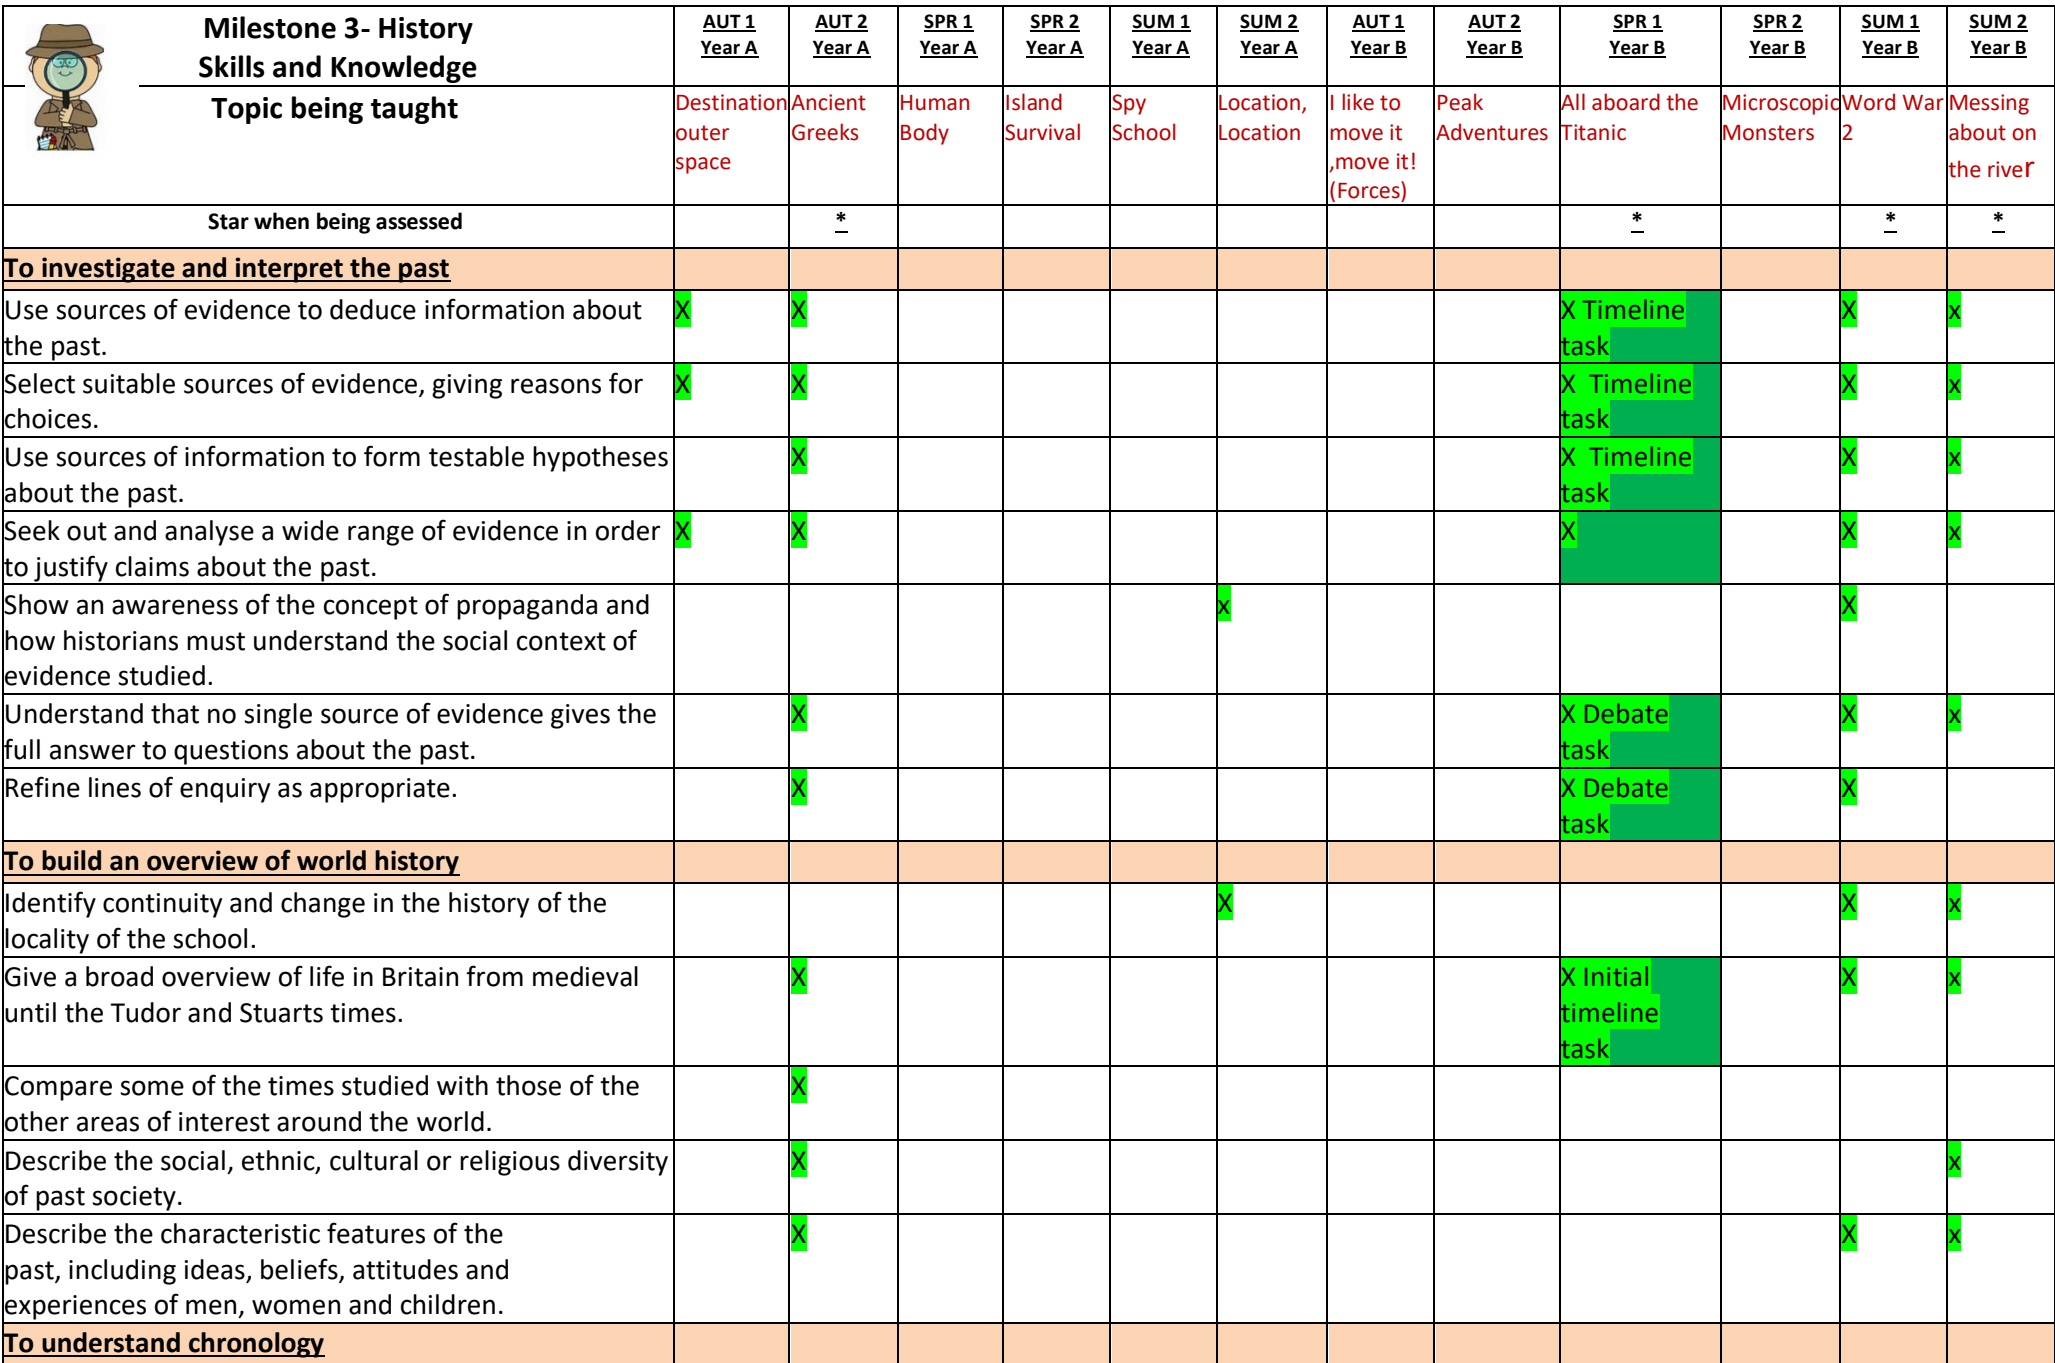 Milestone 3- History
Skills and Knowledge
AUT 1
Year A
AUT 2
Year A
SPR 1
Year A
SPR 2
Year A
SUM 1
Year A
SUM 2
Year A
AUT 1
Year B
AUT 2
Year B
SPR 1
Year B
SPR 2
Year B
SUM 1
Year B
SUM 2
Year B
Topic being taught
Destination
outer
space
Ancient
Greeks
Human
Body
Island
Survival
Spy
School
Location,
Location
I like to
move it
,move it!
(Forces)
Peak
Adventures
All aboard the
Titanic
Microscopic
Monsters
Word War
2
Messing
about on
the river
Star when being assessed
*
*
*
*
To investigate and interpret the past
Use sources of evidence to deduce information about
the past.
X
X
X Timeline
task
X
x
Select suitable sources of evidence, giving reasons for
choices.
X
X
X Timeline
task
X
x
Use sources of information to form testable hypotheses
about the past.
X
X Timeline
task
X
x
Seek out and analyse a wide range of evidence in order
to justify claims about the past.
X
X
X
X
x
Show an awareness of the concept of propaganda and
how historians must understand the social context of
evidence studied.
x
X
Understand that no single source of evidence gives the
full answer to questions about the past.
X
X Debate
task
X
x
Refine lines of enquiry as appropriate.
X
X Debate
task
X
To build an overview of world history
Identify continuity and change in the history of the
locality of the school.
X
X
x
Give a broad overview of life in Britain from medieval
until the Tudor and Stuarts times.
X
X Initial
timeline
task
X
x
Compare some of the times studied with those of the
other areas of interest around the world.
X
Describe the social, ethnic, cultural or religious diversity
of past society.
X
x
Describe the characteristic features of the
past, including ideas, beliefs, attitudes and
experiences of men, women and children.
X
X
x
To understand chronology